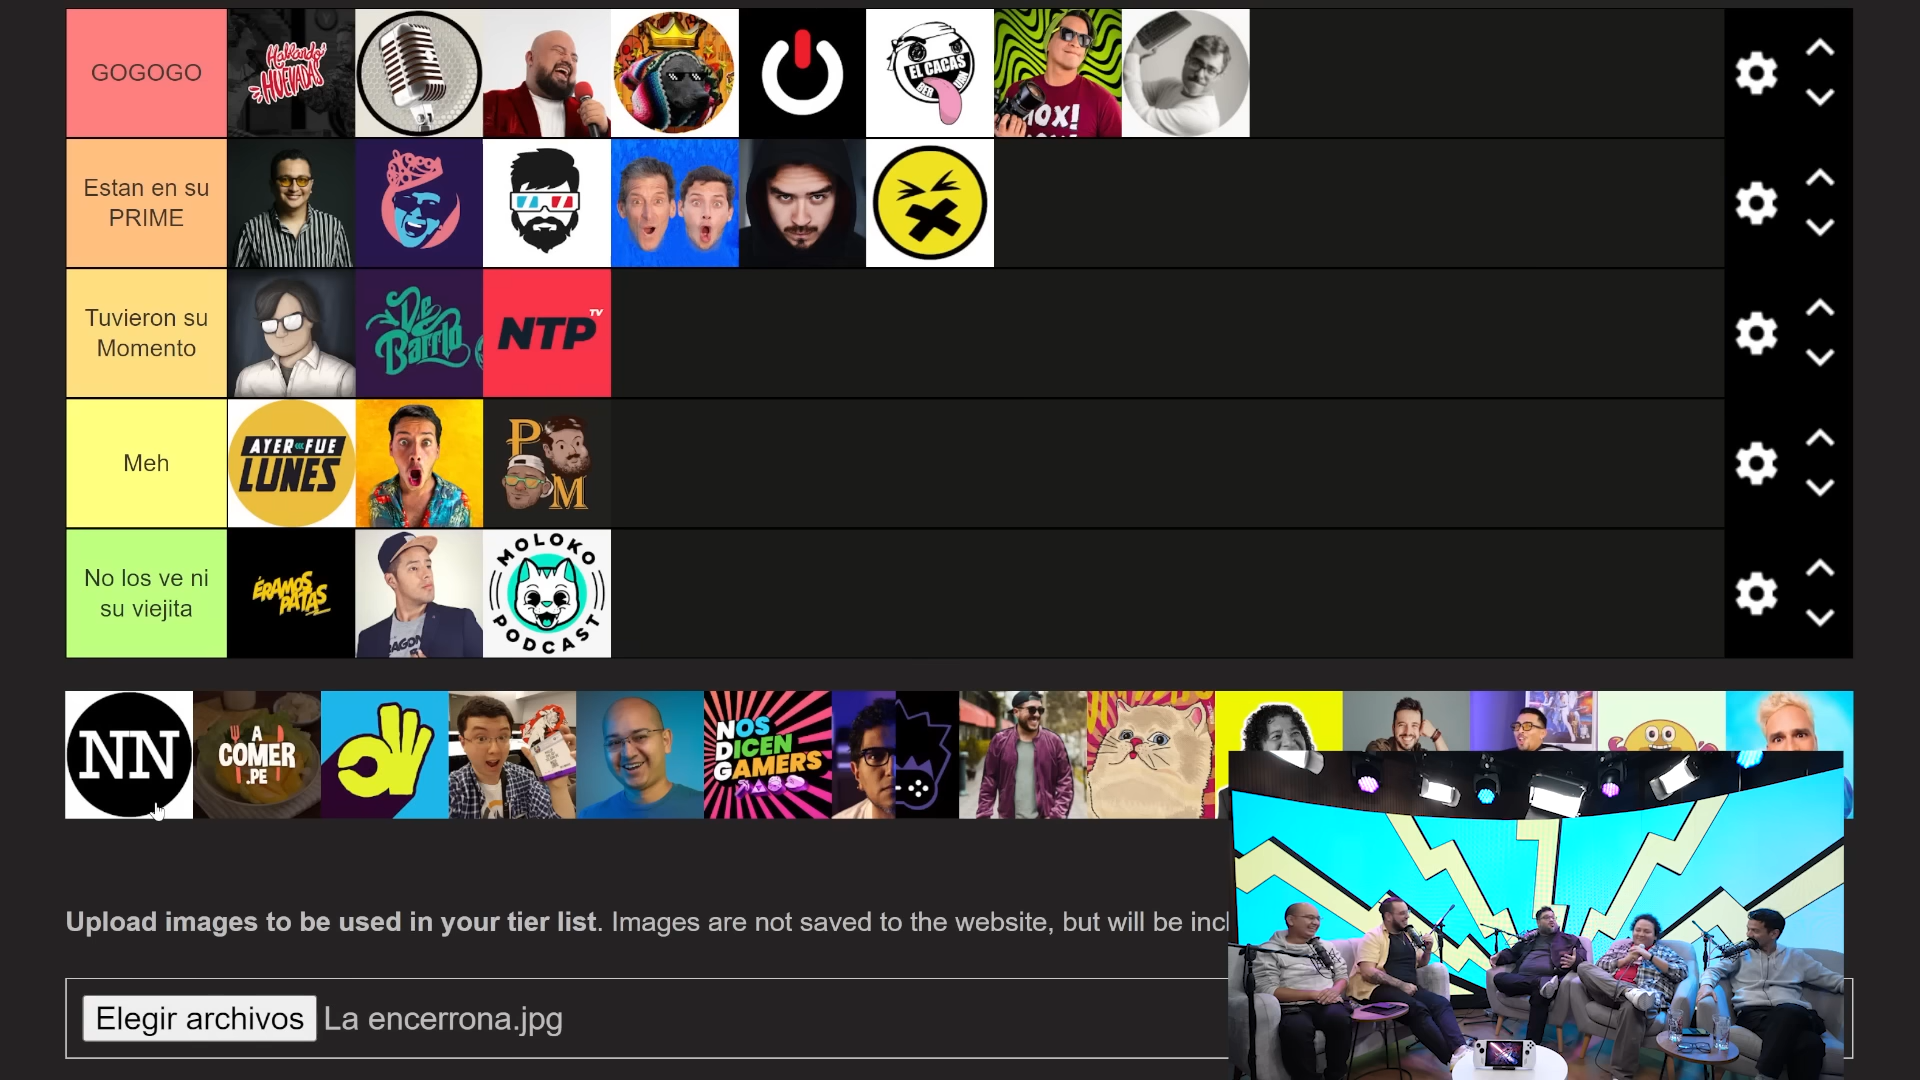 GOGOGO
Hablando
HUEVADAS
EL CACAS
BER CIAN
¡OX!
Estan en su
PRIME
Tuvieron su
Momento
De
Barrio
NTP
TV
Meh
AYER FUE
LUNES
P
M
No los ve ni
su viejita
ÉRAMOS
PATAS
DRAGON
MOLOKO
PODCAST
NN
A
COMER
.PE
NOS
DICEN
GAMERS
Upload images to be used in your tier list. Images are not saved to the website, but will be incl
Elegir archivos
La encerrona.jpg